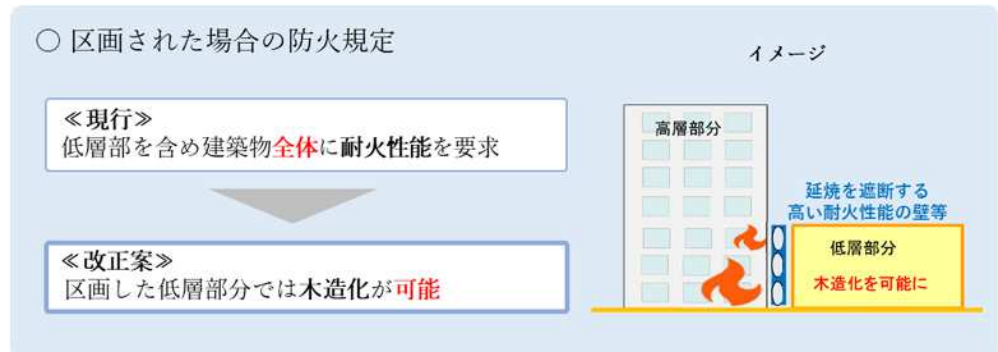 ○ 区画された場合の防火規定
イメージ
≪現行≫
低層部を含め建築物全体に耐火性能を要求
≪改正案≫
区画した低層部分では木造化が可能
高層部分
延焼を遮断する
高い耐火性能の壁等
低層部分
木造化を可能に